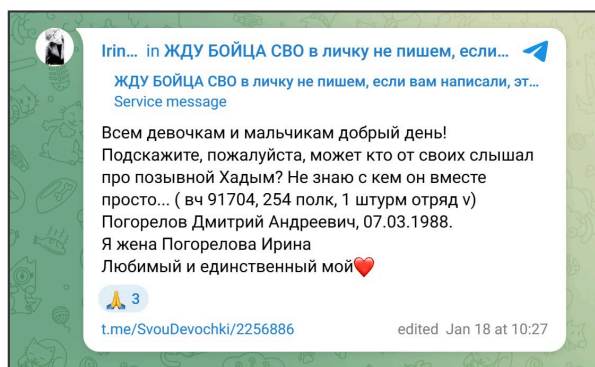 Irin... in ЖДУ БОЙЦА СВО в личку не пишем, если...
ЖДУ БОЙЦА СВО в личку не пишем, если вам написали, эт...
Service message
Всем девочкам и мальчикам добрый день!
Подскажите, пожалуйста, может кто от своих слышал
про позывной Хадым? Не знаю с кем он вместе
просто... ( вч 91704, 254 полк, 1 штурм отряд v)
Погорелов Дмитрий Андреевич, 07.03.1988.
Я жена Погорелова Ирина
Любимый и единственный мой❤️
🙏 3
t.me/SvouDevochki/2256886 edited Jan 18 at 10:27